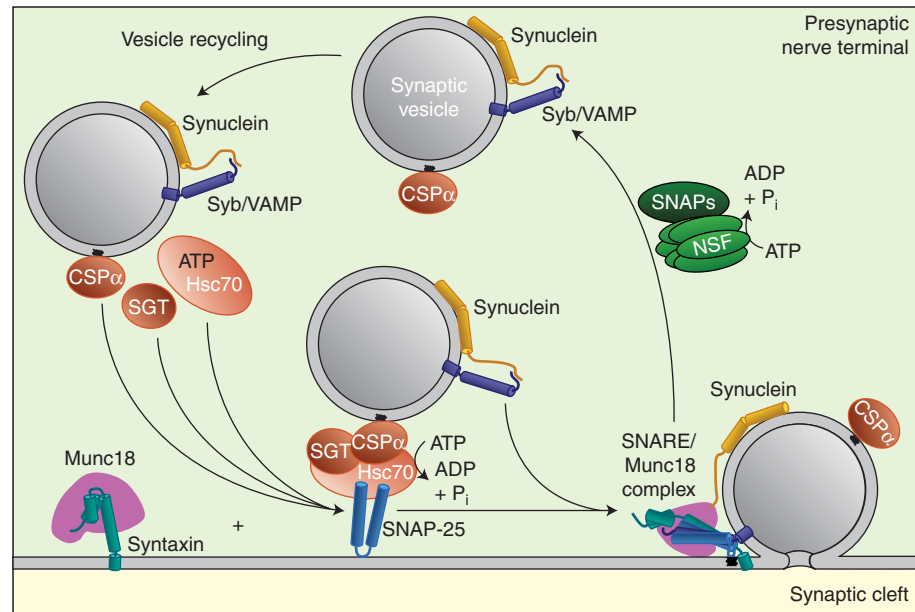 Presynaptic
nerve terminal
Vesicle recycling
Synuclein
Synaptic
vesicle
Syb/VAMP
CSPα
Synuclein
Syb/VAMP
CSPα
SGT
ATP
Hsc70
SNAPs
NSF
ADP
+ Pi
ATP
Synuclein
SGT
CSPα
Hsc70
ATP
ADP
+ Pi
SNAP-25
Munc18
Syntaxin
+
Synuclein
CSPα
SNARE/
Munc18
complex
Synaptic cleft